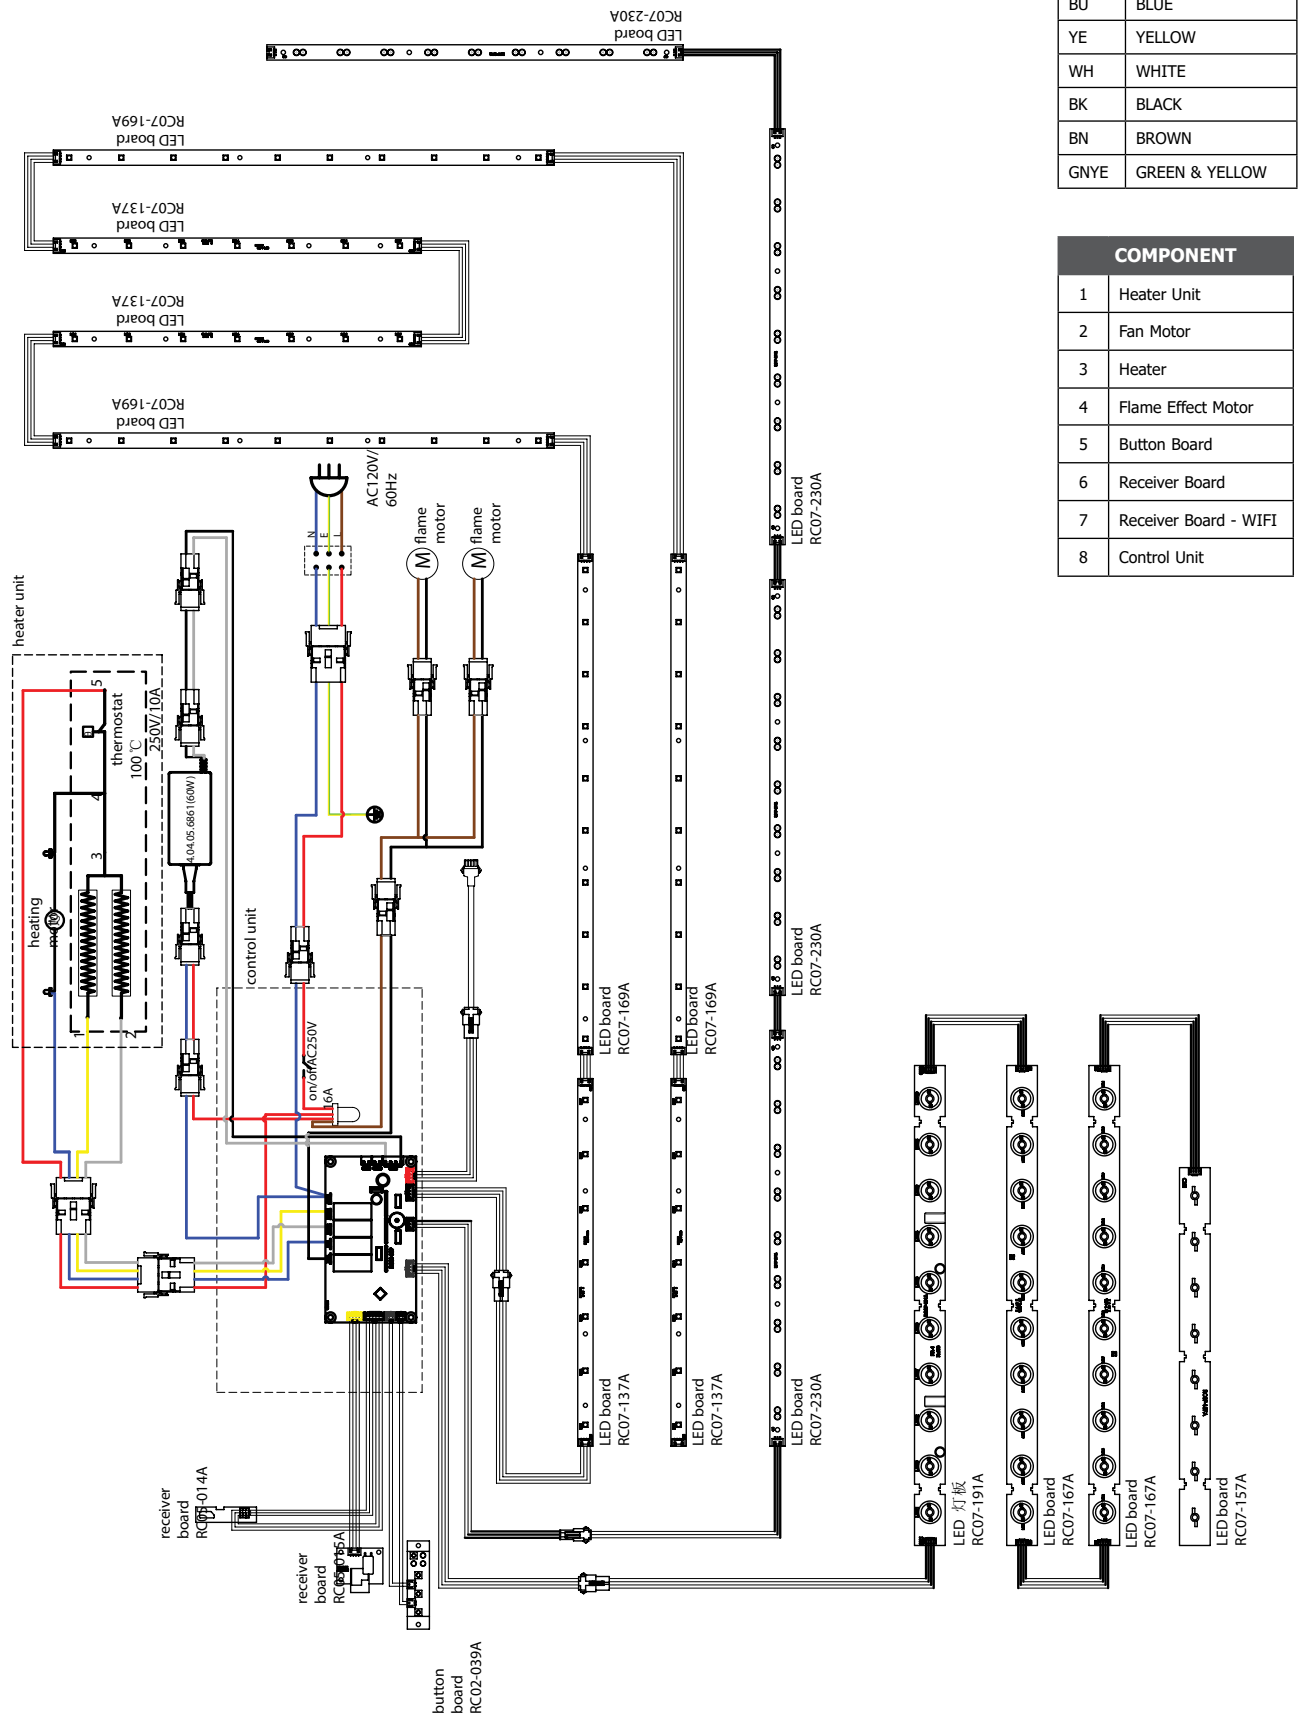 RC07-230A
LED board
BU BLUE
YE YELLOW
WH WHITE
BK BLACK
BN BROWN
GNYE GREEN & YELLOW
COMPONENT
1 Heater Unit
2 Fan Motor
3 Heater
4 Flame Effect Motor
5 Button Board
6 Receiver Board
7 Receiver Board - WIFI
8 Control Unit
RC07-169A
LED board
RC07-137A
LED board
RC07-137A
LED board
RC07-169A
LED board
AC120V/
60Hz
N
E
L
M flame
motor
M flame
motor
LED board
RC07-230A
heater unit
5
thermostat
100℃
250V/10A
4
3
heating
motor
1
2
4.04.05.6861(60W)
control unit
on/off AC250V
16A
LED board
RC07-169A
LED board
RC07-169A
LED board
RC07-230A
LED board
RC07-137A
LED board
RC07-137A
LED board
RC07-230A
receiver
board
RC05-014A
receiver
board
RC05-015A
button
board
RC02-039A
LED 灯板
RC07-191A
LED board
RC07-167A
LED board
RC07-167A
LED board
RC07-157A